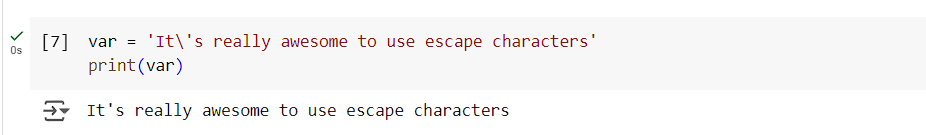 [7] var = 'It\'s really awesome to use escape characters'
0s
print(var)
It's really awesome to use escape characters